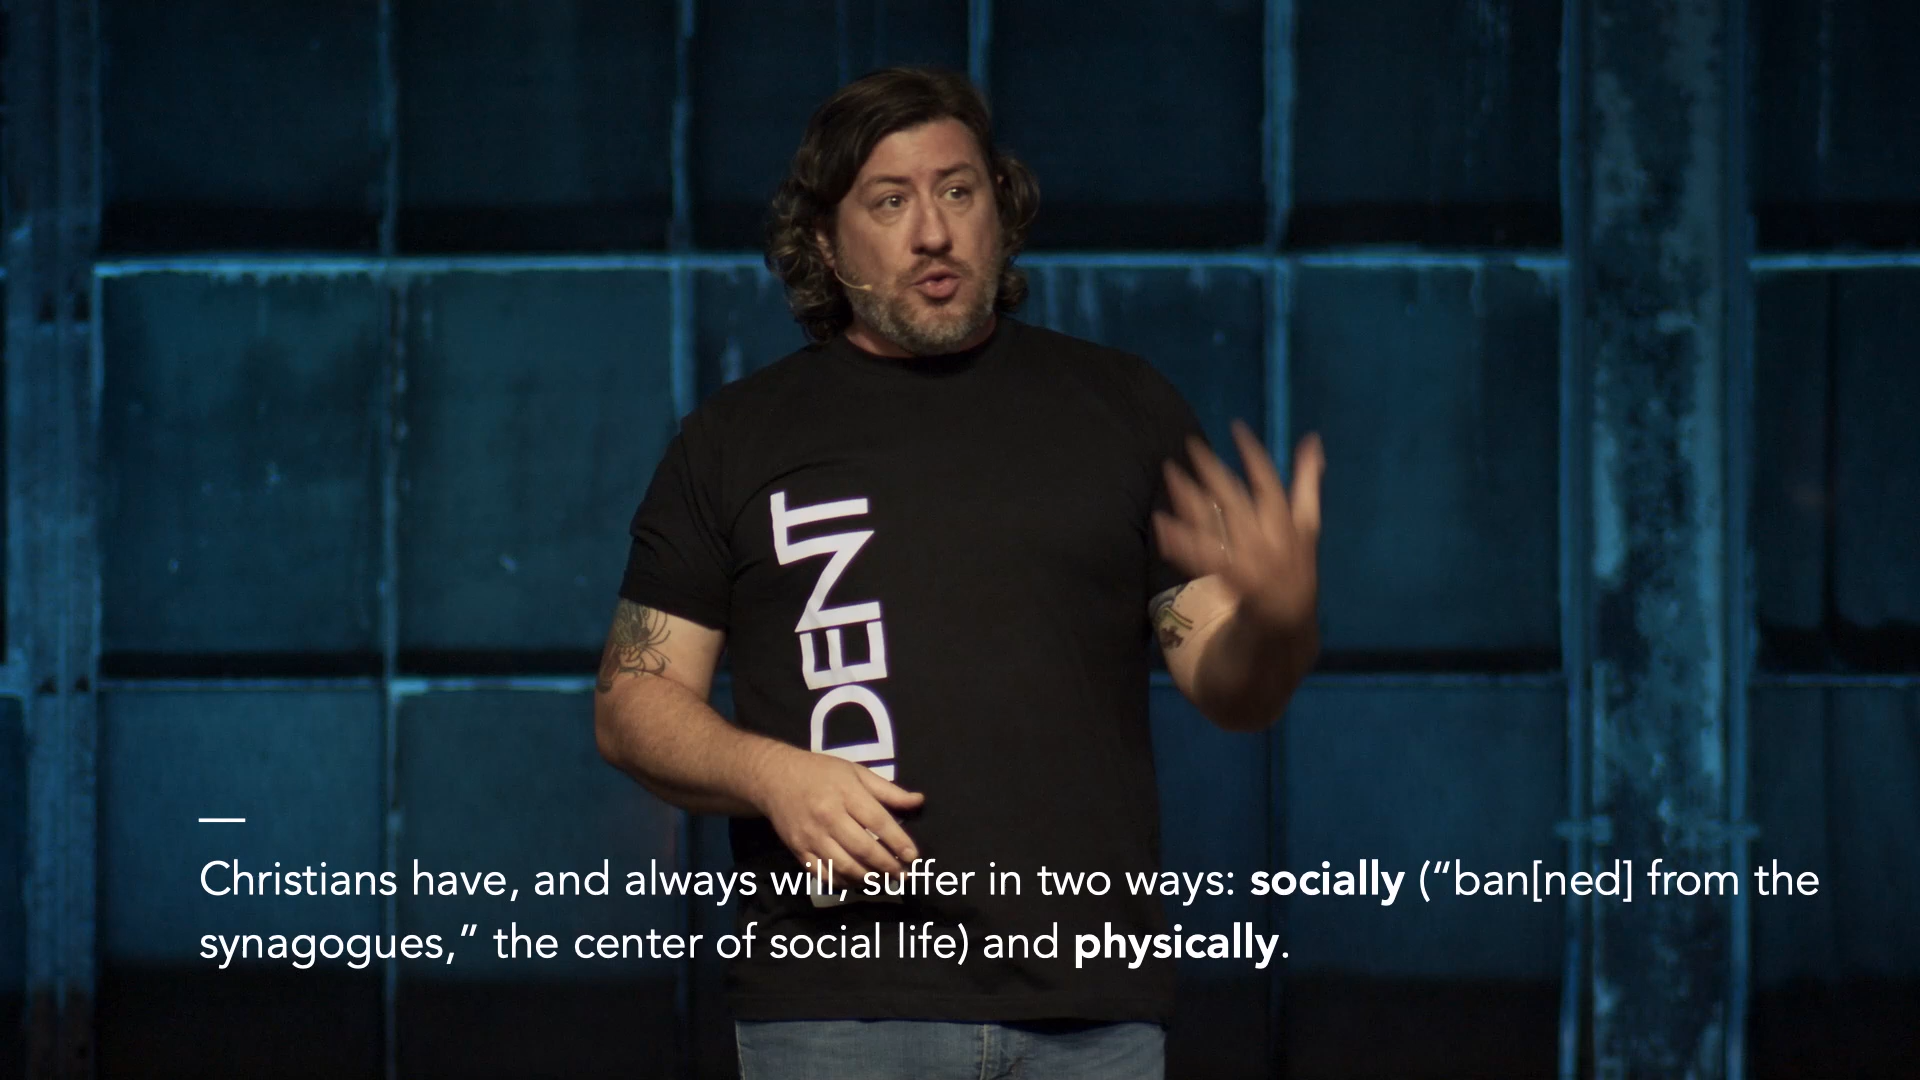 IDENT
Christians have, and always will, suffer in two ways: socially (“ban[ned] from the
synagogues,” the center of social life) and physically.